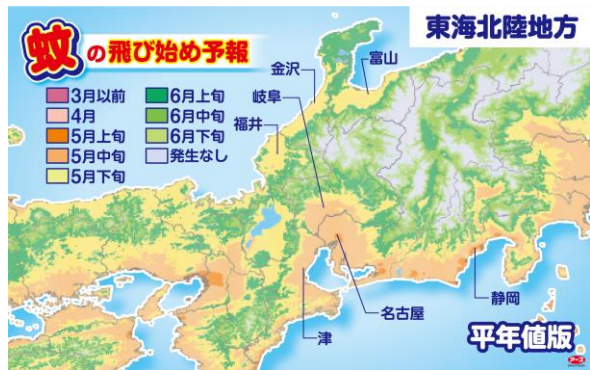 東海北陸地方
蚊の飛び始め予報
3月以前
4月
5月上旬
5月中旬
5月下旬
6月上旬
6月中旬
6月下旬
発生なし
富山
金沢
岐阜
福井
静岡
名古屋
津
平年値版
アース